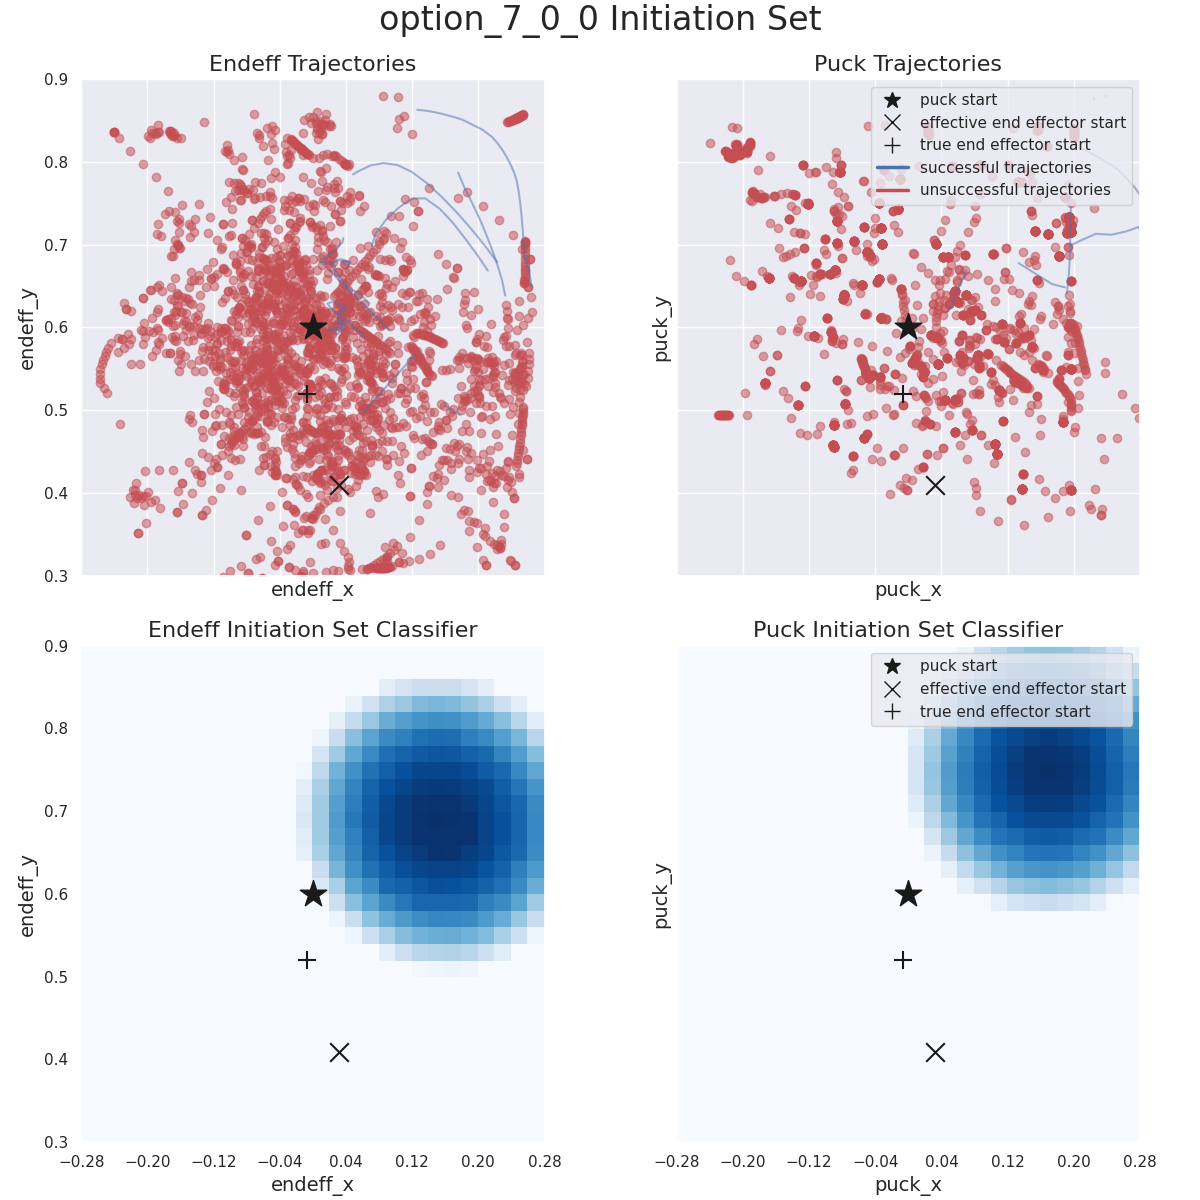 option_7_0_0 Initiation Set
Endeff Trajectories
Puck Trajectories
0.9
0.8
0.7
0.6
0.5
0.4
0.3
endeff_y
endeff_x
puck_y
puck_x
puck start
effective end effector start
true end effector start
successful trajectories
unsuccessful trajectories
Endeff Initiation Set Classifier
Puck Initiation Set Classifier
0.9
0.8
0.7
0.6
0.5
0.4
0.3
endeff_y
−0.28 −0.20 −0.12 −0.04 0.04 0.12 0.20 0.28
endeff_x
puck_y
puck start
effective end effector start
true end effector start
−0.28 −0.20 −0.12 −0.04 0.04 0.12 0.20 0.28
puck_x